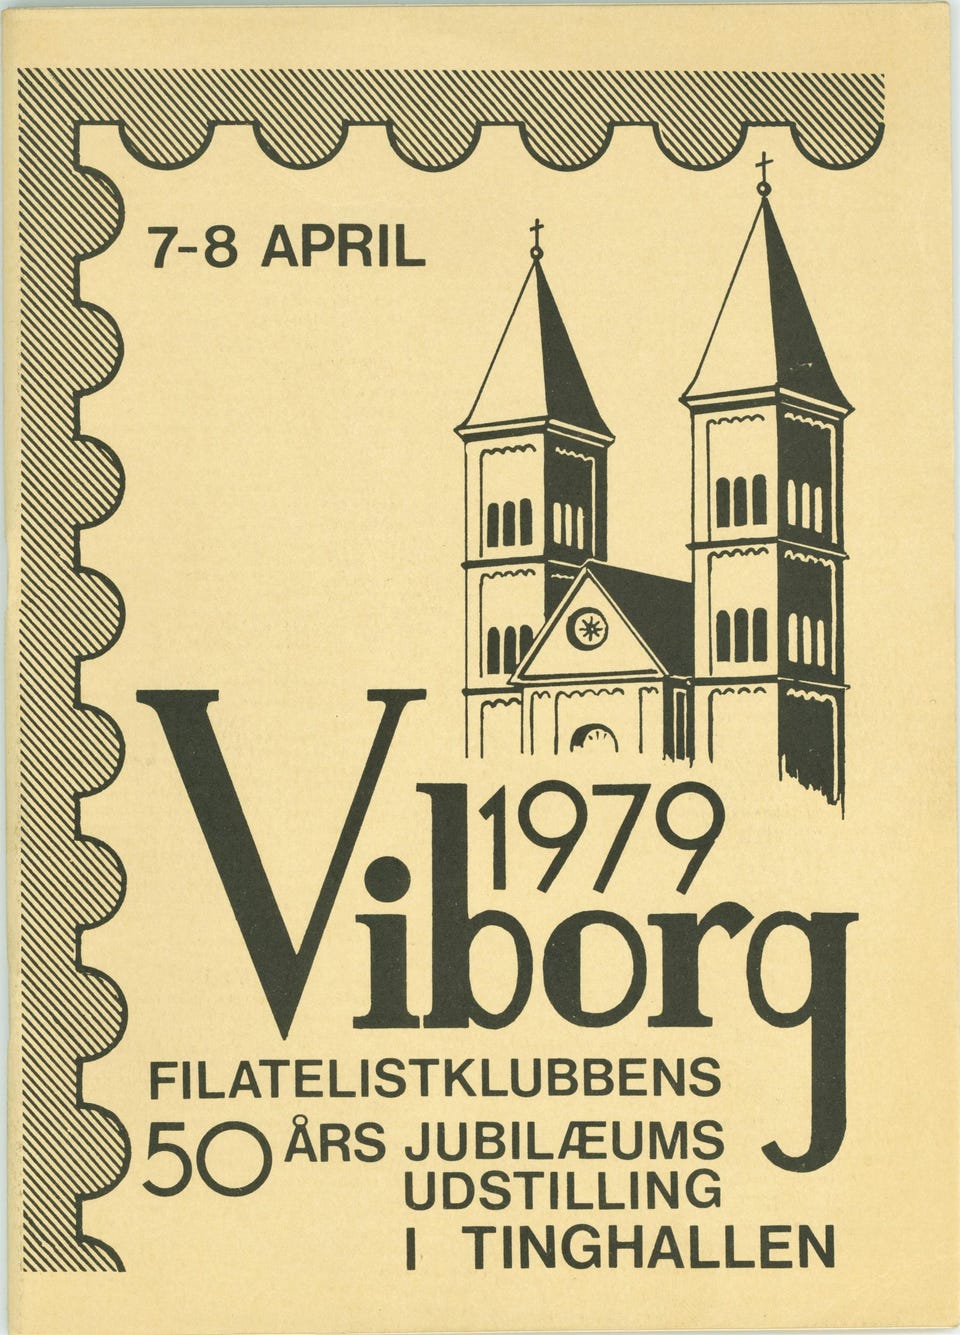 7-8 APRIL
1979
Viborg
FILATELISTKLUBBENS
50 ÅRS JUBILÆUMS
UDSTILLING
I TINGHALLEN